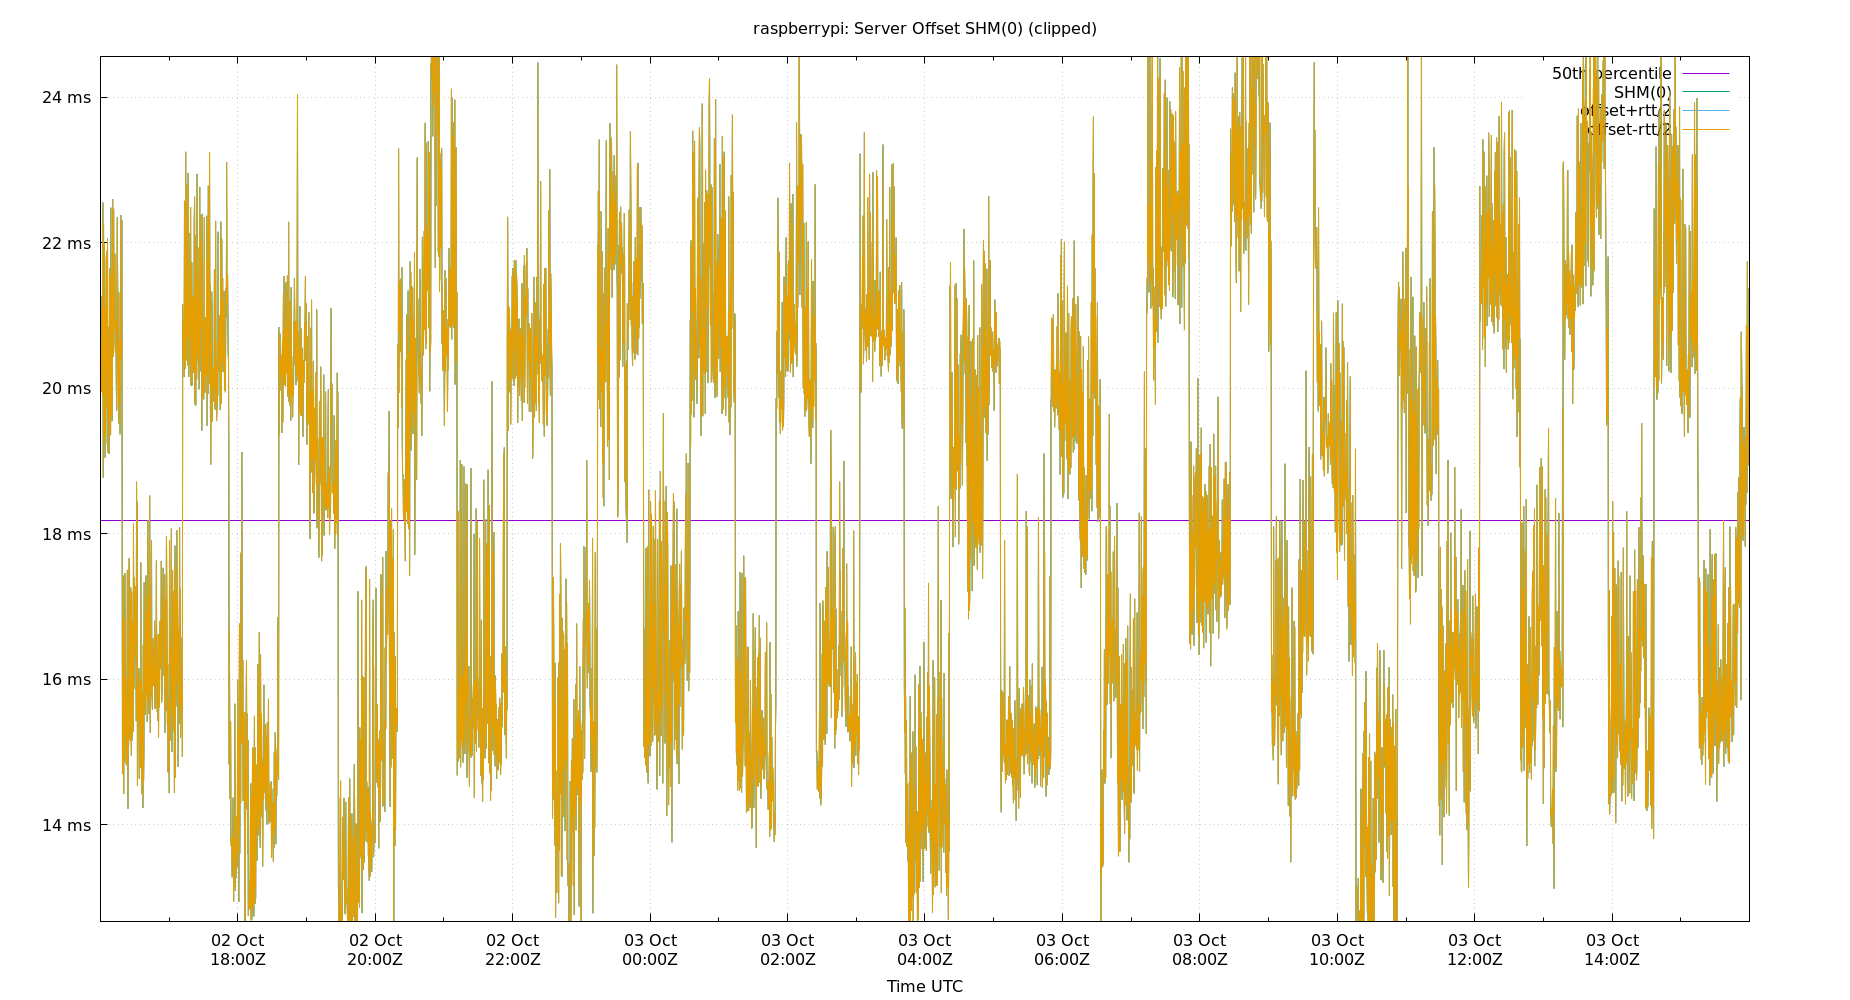 raspberrypi: Server Offset SHM(0) (clipped)
50th percentile
SHM(0)
offset+rtt/2
offset-rtt/2
24 ms
22 ms
20 ms
18 ms
16 ms
14 ms
02 Oct 02 Oct 02 Oct 03 Oct 03 Oct 03 Oct 03 Oct 03 Oct 03 Oct 03 Oct 03 Oct
18:00Z 20:00Z 22:00Z 00:00Z 02:00Z 04:00Z 06:00Z 08:00Z 10:00Z 12:00Z 14:00Z
Time UTC